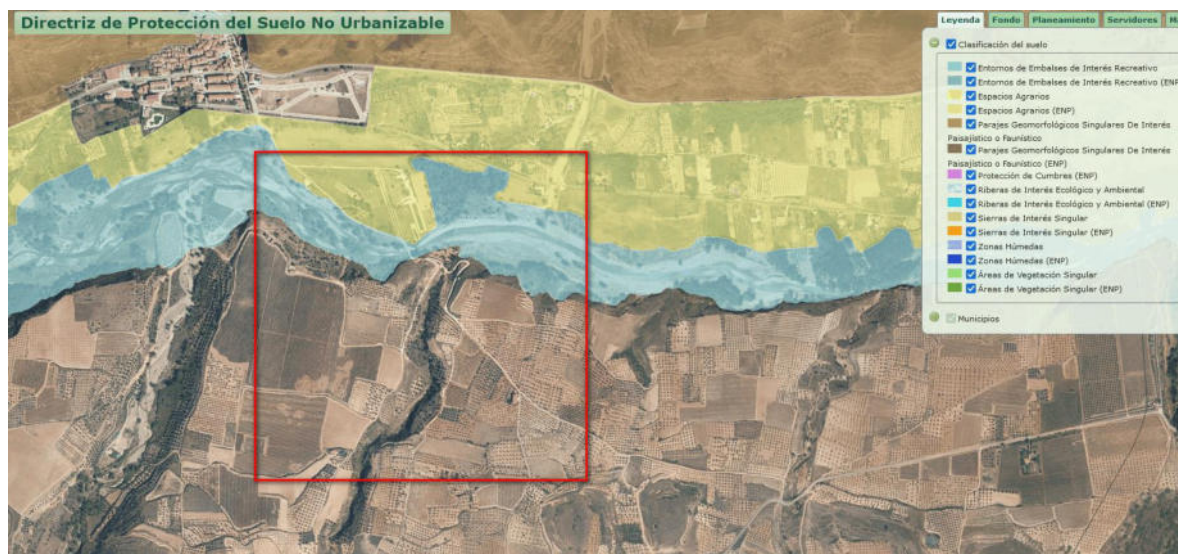 Directriz de Protección del Suelo No Urbanizable
Leyenda Fondo Planeamiento Servidores
Clasificación del suelo
Entornos de Embalses de Interés Recreativo
Entornos de Embalses de Interés Recreativo (ENP
Espacios Agrarios
Espacios Agrarios (ENP)
Parajes Geomorfológicos Singulares De Interés
Paisajístico o Faunístico
Parajes Geomorfológicos Singulares De Interés
Paisajístico o Faunístico (ENP)
Protección de Cumbres (ENP)
Riberas de Interés Ecológico y Ambiental
Riberas de Interés Ecológico y Ambiental (ENP)
Sierras de Interés Singular
Sierras de Interés Singular (ENP)
Zonas Húmedas
Zonas Húmedas (ENP)
Áreas de Vegetación Singular
Áreas de Vegetación Singular (ENP)
Municipios